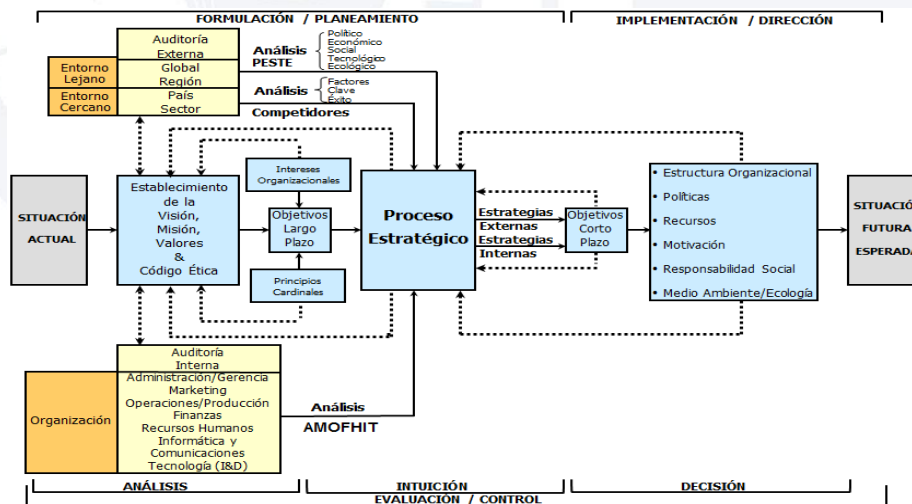 FORMULACIÓN / PLANEAMIENTO
IMPLEMENTACIÓN / DIRECCIÓN
Auditoría
Externa
Entorno
Lejano
Global
Región
Entorno
Cercano
País
Sector
Análisis
PESTE
Político
Económico
Social
Tecnológico
Ecológico
Análisis
Competidores
Factores
Clave
Éxito
SITUACIÓN
ACTUAL
Establecimiento
de la
Visión,
Misión,
Valores
&
Código Ética
Intereses
Organizacionales
Objetivos
Largo
Plazo
Principios
Cardinales
Proceso
Estratégico
Estrategias
Externas
Estrategias
Internas
Objetivos
Corto
Plazo
• Estructura Organizacional
• Políticas
• Recursos
• Motivación
• Responsabilidad Social
• Medio Ambiente/Ecología
SITUACIÓN
FUTURA
ESPERADA
Auditoría
Interna
Organización
Administración/Gerencia
Marketing
Operaciones/Producción
Finanzas
Recursos Humanos
Informática y
Comunicaciones
Tecnología (I&D)
Análisis
AMOFHIT
ANÁLISIS
INTUICIÓN
DECISIÓN
EVALUACIÓN / CONTROL